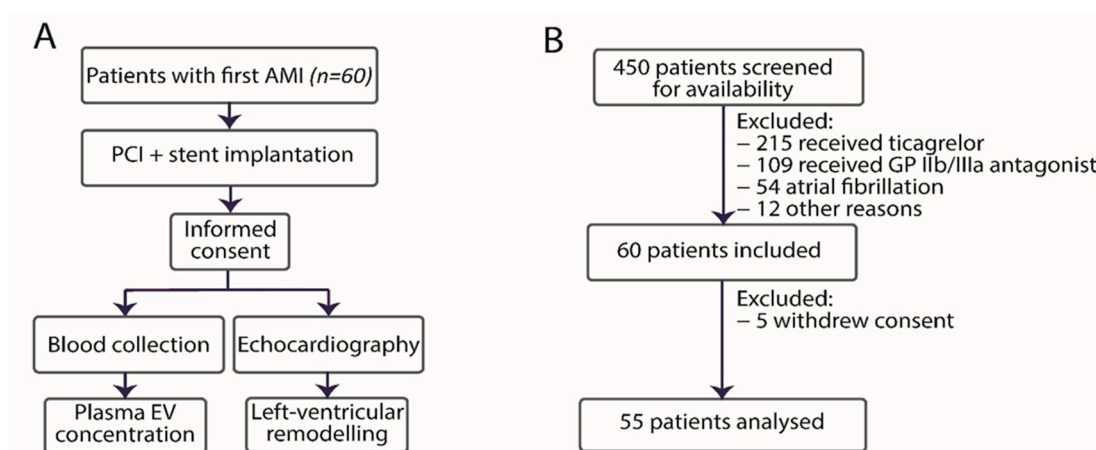 A
Patients with first AMI (n=60)
PCI + stent implantation
Informed
consent
Blood collection
Echocardiography
Plasma EV
concentration
Left-ventricular
remodelling
B
450 patients screened
for availability
Excluded:
– 215 received ticagrelor
– 109 received GP IIb/IIIa antagonist
– 54 atrial fibrillation
– 12 other reasons
60 patients included
Excluded:
– 5 withdrew consent
55 patients analysed